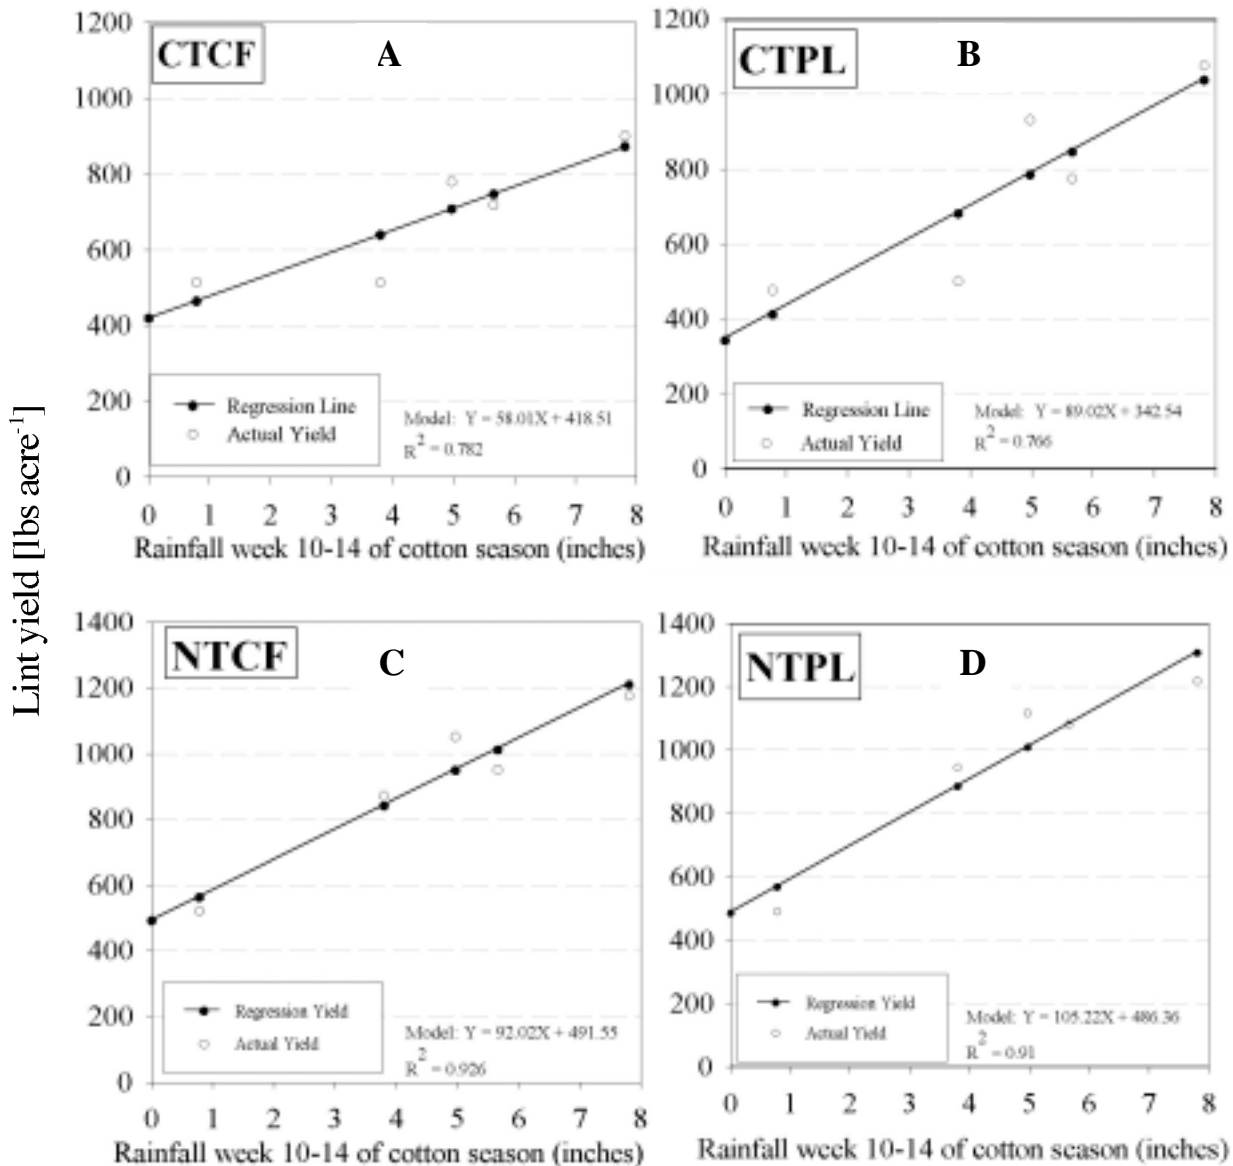 Lint yield [lbs acre-1]
CTCF
A
1200
1000
800
600
400
200
0
Regression Line
Actual Yield
Model: Y = 58.01X + 418.51
R2 = 0.782
0 1 2 3 4 5 6 7 8
Rainfall week 10-14 of cotton season (inches)
CTPL
B
1200
1000
800
600
400
200
0
Regression Line
Actual Yield
Model: Y = 89.02X + 342.54
R2 = 0.766
0 1 2 3 4 5 6 7 8
Rainfall week 10-14 of cotton season (inches)
NTCF
C
1400
1200
1000
800
600
400
200
0
Regression Yield
Actual Yield
Model: Y = 92.02X + 491.55
R2 = 0.926
0 1 2 3 4 5 6 7 8
Rainfall week 10-14 of cotton season (inches)
NTPL
D
1400
1200
1000
800
600
400
200
0
Regression Yield
Actual Yield
Model: Y = 105.22X + 486.36
R2 = 0.91
0 1 2 3 4 5 6 7 8
Rainfall week 10-14 of cotton season (inches)